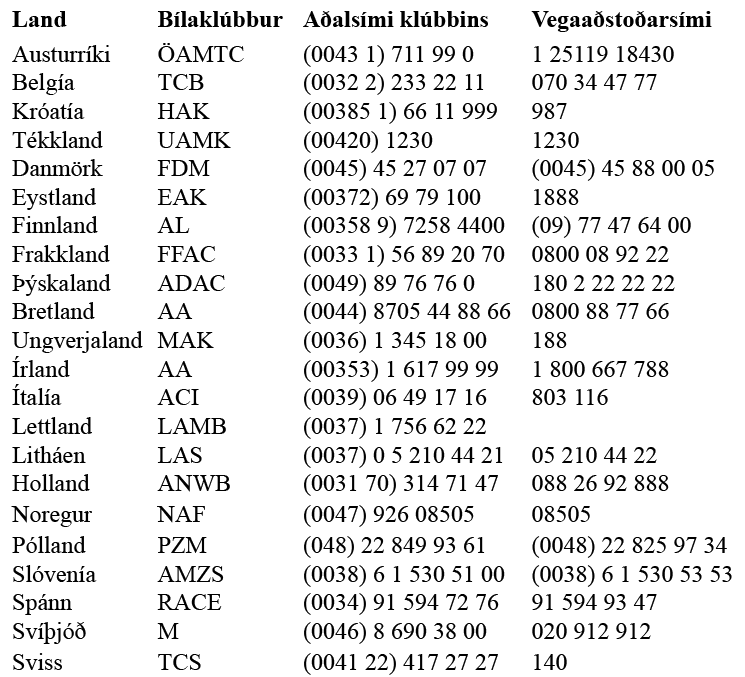 Land Bílaklúbbur Aðalsími klúbbins Vegaaðstoðarsími
Austurríki ÖAMTC (0043 1) 711 99 0 1 25119 18430
Belgía TCB (0032 2) 233 22 11 070 34 47 77
Króatía HAK (00385 1) 66 11 999 987
Tékkland UAMK (00420) 1230 1230
Danmörk FDM (0045) 45 27 07 07 (0045) 45 88 00 05
Eystland EAK (00372) 69 79 100 1888
Finnland AL (00358 9) 7258 4400 (09) 77 47 64 00
Frakkland FFAC (0033 1) 56 89 20 70 0800 08 92 22
Þýskaland ADAC (0049) 89 76 76 0 180 2 22 22 22
Bretland AA (0044) 8705 44 88 66 0800 88 77 66
Ungverjaland MAK (0036) 1 345 18 00 188
Írland AA (00353) 1 617 99 99 1 800 667 788
Ítalía ACI (0039) 06 49 17 16 803 116
Lettland LAMB (0037) 1 756 62 22
Litháen LAS (0037) 0 5 210 44 21 05 210 44 22
Holland ANWB (0031 70) 314 71 47 088 26 92 888
Noregur NAF (0047) 926 08505 08505
Pólland PZM (048) 22 849 93 61 (0048) 22 825 97 34
Slóvenía AMZS (0038) 6 1 530 51 00 (0038) 6 1 530 53 53
Spánn RACE (0034) 91 594 72 76 91 594 93 47
Svíþjóð M (0046) 8 690 38 00 020 912 912
Sviss TCS (0041 22) 417 27 27 140